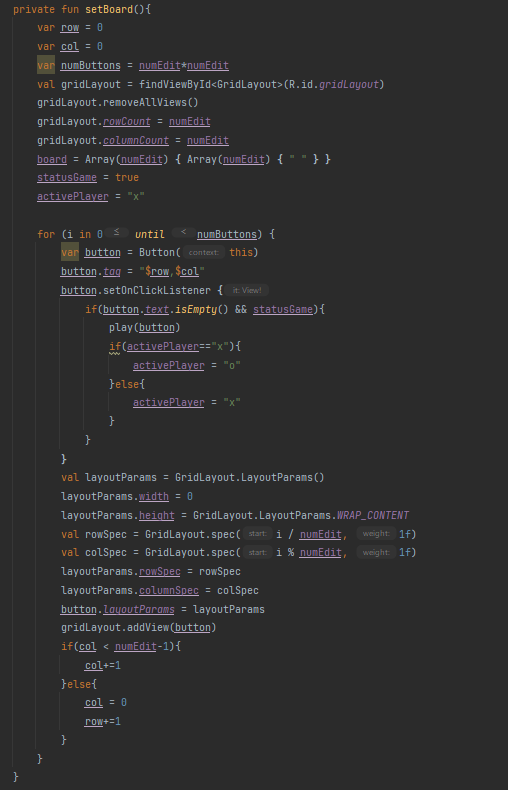 private fun setBoard(){
    var row = 0
    var col = 0
    var numButtons = numEdit*numEdit
    val gridLayout = findViewById<GridLayout>(R.id.gridLayout)
    gridLayout.removeAllViews()
    gridLayout.rowCount = numEdit
    gridLayout.columnCount = numEdit
    board = Array(numEdit) { Array(numEdit) { " " } }
    statusGame = true
    activePlayer = "x"
    for (i in 0 ≤ until < numButtons) {
        var button = Button( context: this)
        button.tag = "$row,$col"
        button.setOnClickListener { it: View!
            if(button.text.isEmpty() && statusGame){
                play(button)
                if(activePlayer=="x"){
                    activePlayer = "o"
                }else{
                    activePlayer = "x"
                }
            }
        }
        val layoutParams = GridLayout.LayoutParams()
        layoutParams.width = 0
        layoutParams.height = GridLayout.LayoutParams.WRAP_CONTENT
        val rowSpec = GridLayout.spec( start: i / numEdit, weight: 1f)
        val colSpec = GridLayout.spec( start: i % numEdit, weight: 1f)
        layoutParams.rowSpec = rowSpec
        layoutParams.columnSpec = colSpec
        button.layoutParams = layoutParams
        gridLayout.addView(button)
        if(col < numEdit-1){
            col+=1
        }else{
            col = 0
            row+=1
        }
    }
}